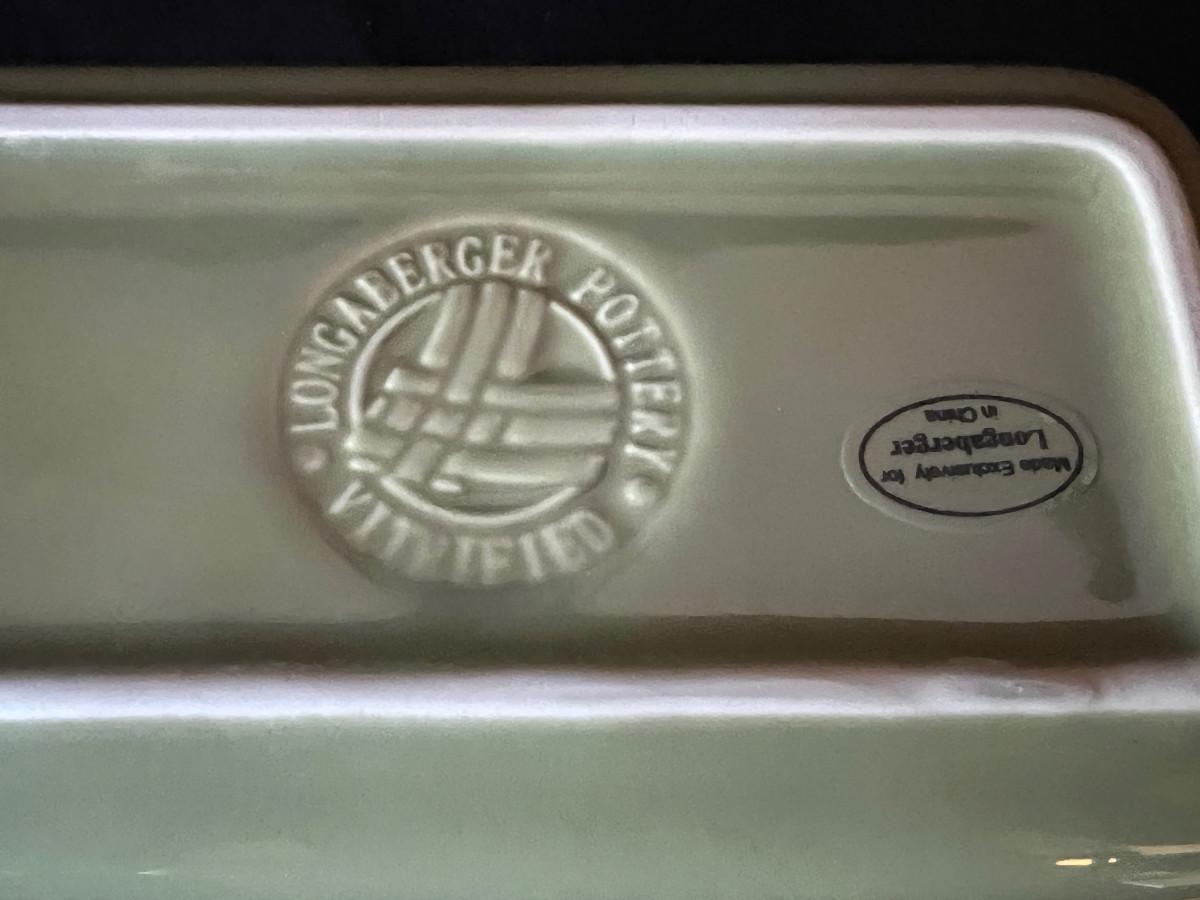 LONGABERGER POTTERY
VITRIFIED
Made Exclusively for
Longaberger
in China